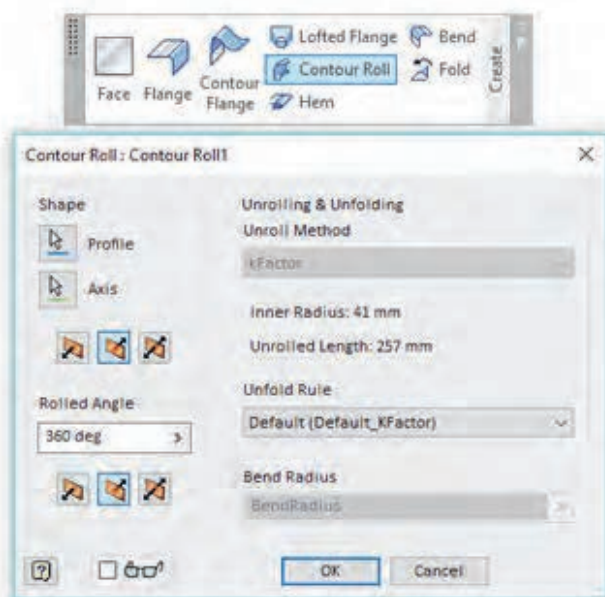 Face
Flange
Contour Flange
Lofted Flange
Contour Roll
Hem
Bend
Fold
Create
Contour Roll : Contour Roll1
Shape
Profile
Axis
Rolled Angle
360 deg
Unrolling & Unfolding
Unroll Method
kFactor
Inner Radius: 41 mm
Unrolled Length: 257 mm
Unfold Rule
Default (Default_KFactor)
Bend Radius
BendRadius
OK
Cancel